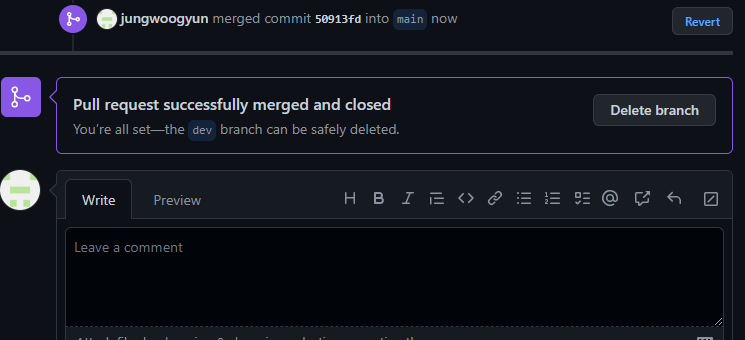 jungwoogyun merged commit 50913fd into main now
Revert
Pull request successfully merged and closed
You're all set—the dev branch can be safely deleted.
Delete branch
Write
Preview
Leave a comment